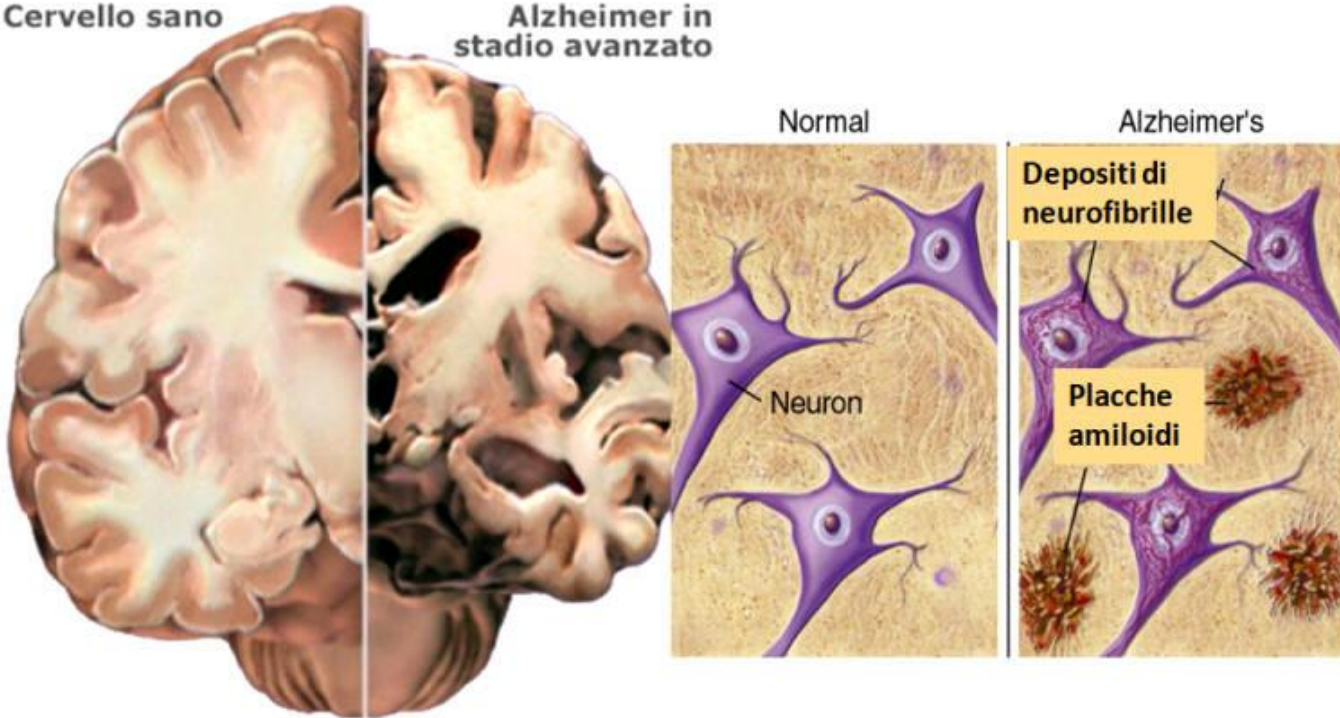 Cervello sano
Alzheimer in
stadio avanzato
Normal
Neuron
Alzheimer's
Depositi di
neurofibrille
Placche
amiloidi